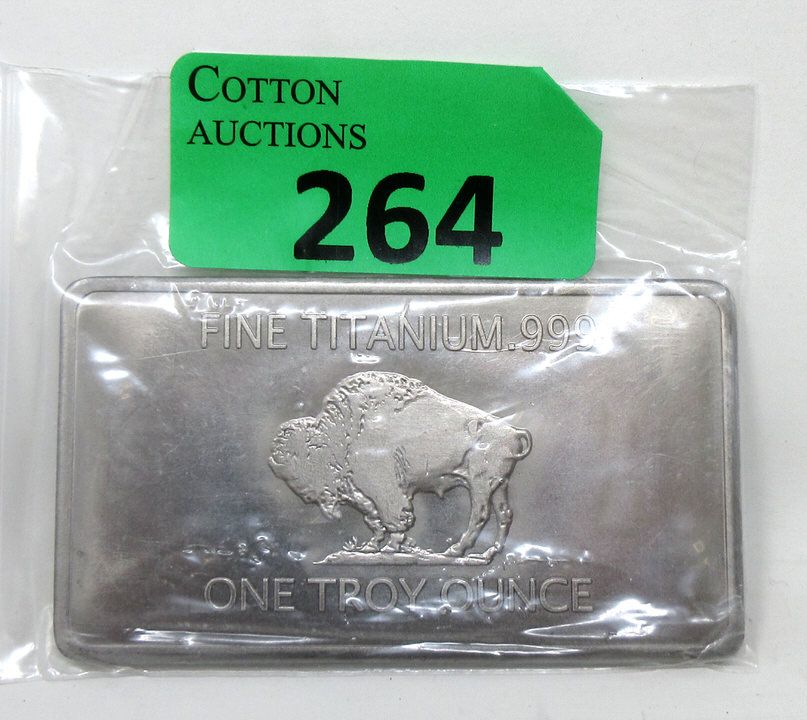 COTTON
AUCTIONS
264
FINE TITANIUM.999
ONE TROY OUNCE